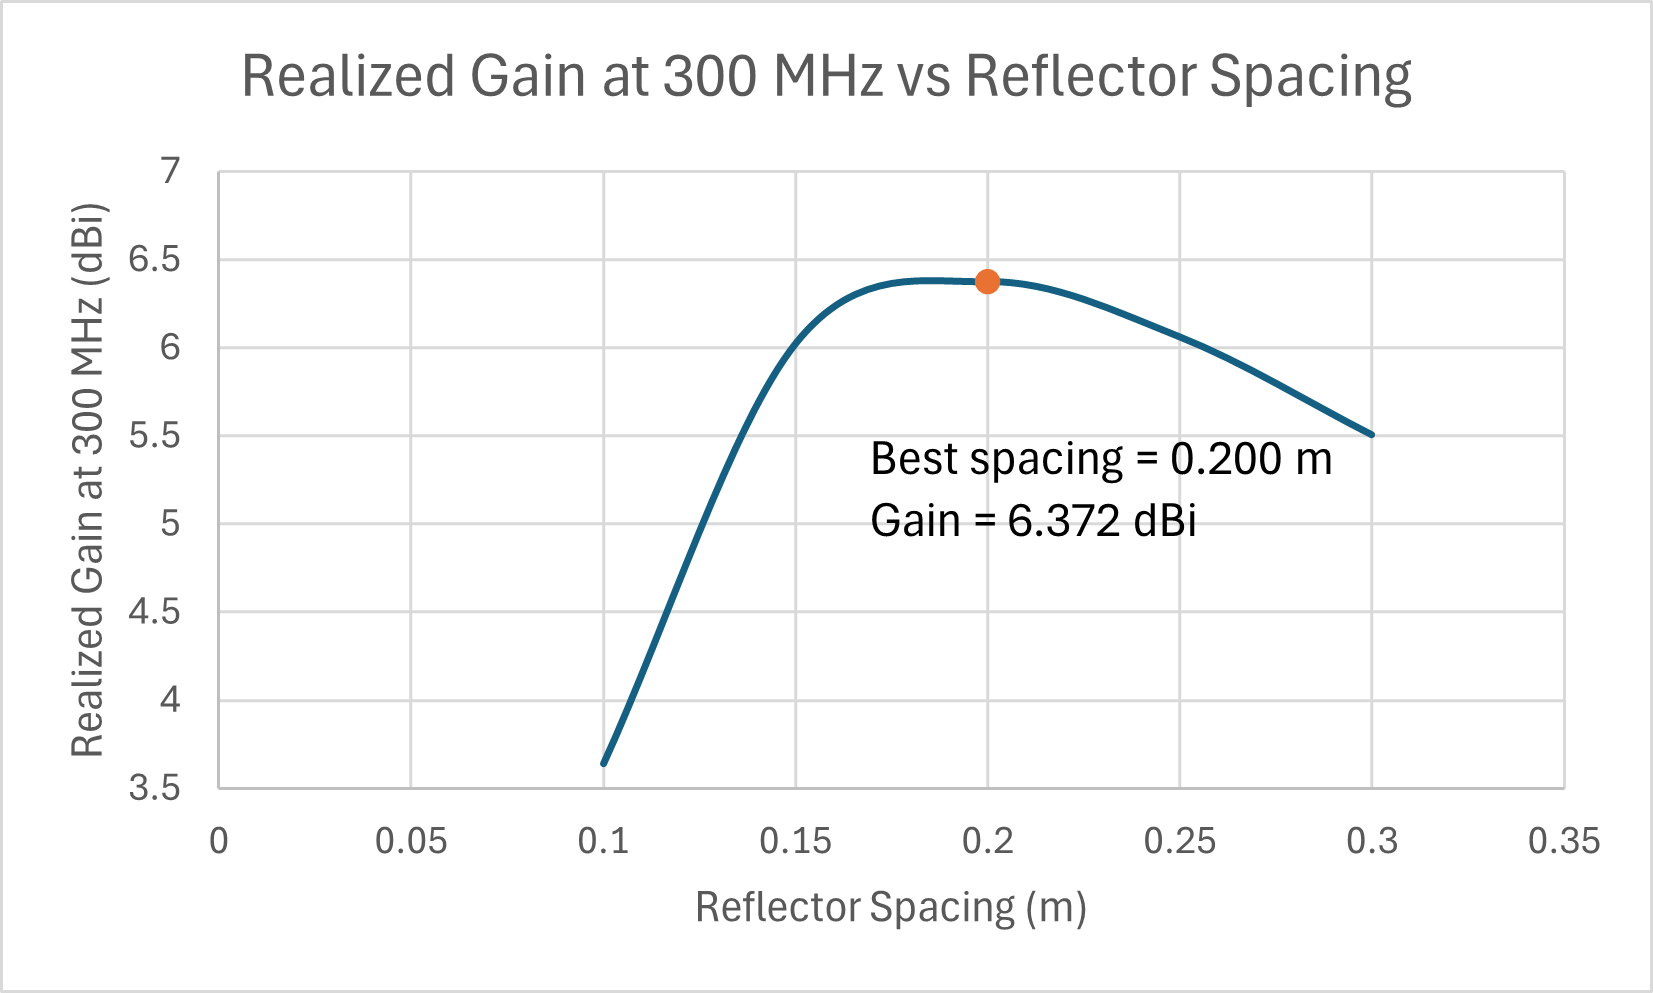 Realized Gain at 300 MHz vs Reflector Spacing
Realized Gain at 300 MHz (dBi)
7
6.5
6
5.5
5
4.5
4
3.5
Best spacing = 0.200 m
Gain = 6.372 dBi
0 0.05 0.1 0.15 0.2 0.25 0.3 0.35
Reflector Spacing (m)